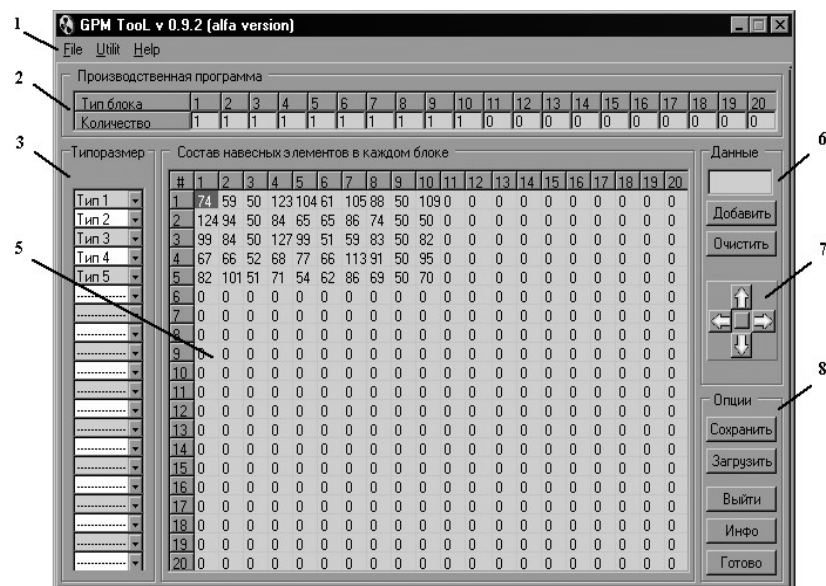 GPM TooL v 0.9.2 (alfa version)
1
File Utilit Help
Производственная программа
2
Тип блока 1 2 3 4 5 6 7 8 9 10 11 12 13 14 15 16 17 18 19 20
Количество 1 1 1 1 1 1 1 1 1 1 0 0 0 0 0 0 0 0 0 0
3
Типоразмер
Состав навесных элементов в каждом блоке
Данные
6
# 1 2 3 4 5 6 7 8 9 10 11 12 13 14 15 16 17 18 19 20
Тип 1 1 74 59 50 123 104 61 105 88 50 109 0 0 0 0 0 0 0 0 0 0
Тип 2 2 124 94 50 84 65 65 86 74 50 50 0 0 0 0 0 0 0 0 0 0 Добавить
Тип 3 3 99 84 50 127 99 51 59 83 50 82 0 0 0 0 0 0 0 0 0 0 Очистить
Тип 4 4 67 66 52 68 77 66 113 91 50 95 0 0 0 0 0 0 0 0 0 0
5
Тип 5 5 82 101 51 71 54 62 86 69 50 70 0 0 0 0 0 0 0 0 0 0
7
6 0 0 0 0 0 0 0 0 0 0 0 0 0 0 0 0 0 0 0 0
7 0 0 0 0 0 0 0 0 0 0 0 0 0 0 0 0 0 0 0 0
8 0 0 0 0 0 0 0 0 0 0 0 0 0 0 0 0 0 0 0 0
9 0 0 0 0 0 0 0 0 0 0 0 0 0 0 0 0 0 0 0 0
10 0 0 0 0 0 0 0 0 0 0 0 0 0 0 0 0 0 0 0 0
8
11 0 0 0 0 0 0 0 0 0 0 0 0 0 0 0 0 0 0 0 0 Опции
12 0 0 0 0 0 0 0 0 0 0 0 0 0 0 0 0 0 0 0 0
13 0 0 0 0 0 0 0 0 0 0 0 0 0 0 0 0 0 0 0 0 Сохранить
14 0 0 0 0 0 0 0 0 0 0 0 0 0 0 0 0 0 0 0 0
15 0 0 0 0 0 0 0 0 0 0 0 0 0 0 0 0 0 0 0 0 Загрузить
16 0 0 0 0 0 0 0 0 0 0 0 0 0 0 0 0 0 0 0 0
17 0 0 0 0 0 0 0 0 0 0 0 0 0 0 0 0 0 0 0 0 Выйти
18 0 0 0 0 0 0 0 0 0 0 0 0 0 0 0 0 0 0 0 0 Инфо
19 0 0 0 0 0 0 0 0 0 0 0 0 0 0 0 0 0 0 0 0
20 0 0 0 0 0 0 0 0 0 0 0 0 0 0 0 0 0 0 0 0 Готово